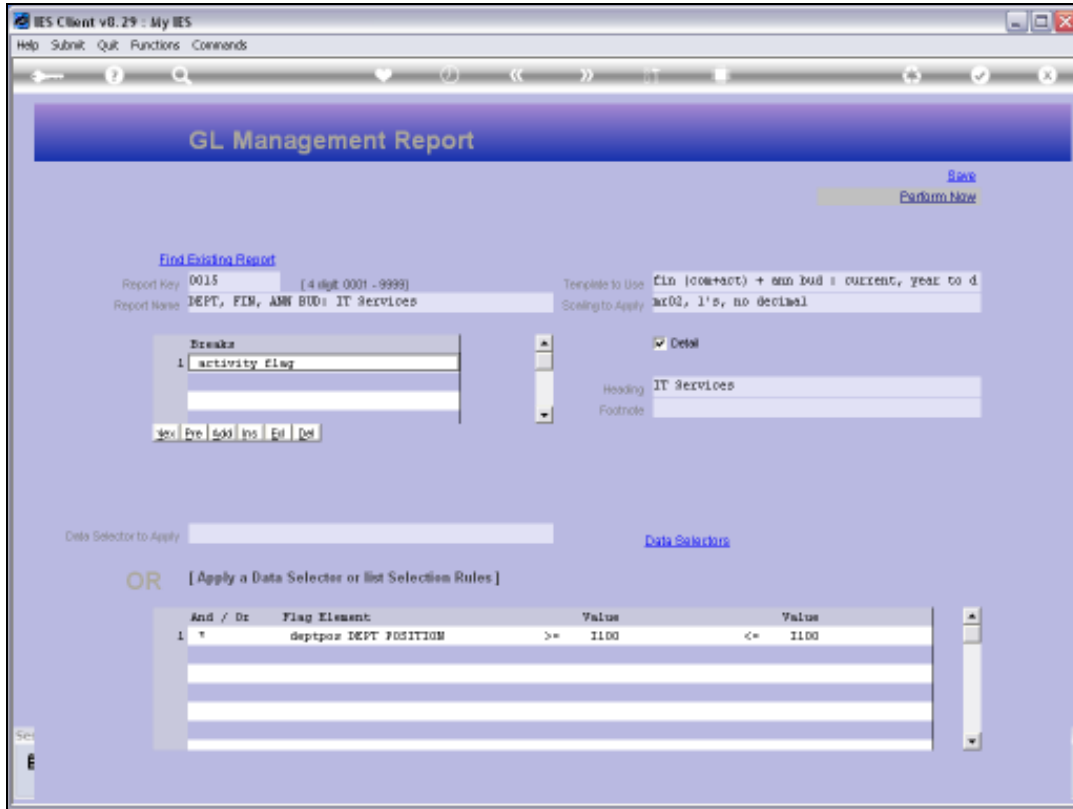 IES Client v8.29 : My IES
Help Submit Quit Functions Commands
GL Management Report
Save
Perform Now
Find Existing Report
Report Key 0015 [ 4 digit: 0001 - 9999] Template to Use fin (com+act) + ann bud : current, year to d
Report Name DEPT, FIN, ANN BUD: IT Services Scaling to Apply mr02, 1's, no decimal
Breaks Detail
1 activity flag
Heading IT Services
Footnote
Nex Pre Add Ins Del
Data Selector to Apply Data Selectors
OR [ Apply a Data Selector or list Selection Rules ]
And / Or Flag Element Value Value
1 deptpos DEPT POSITION >= I100 <= I100